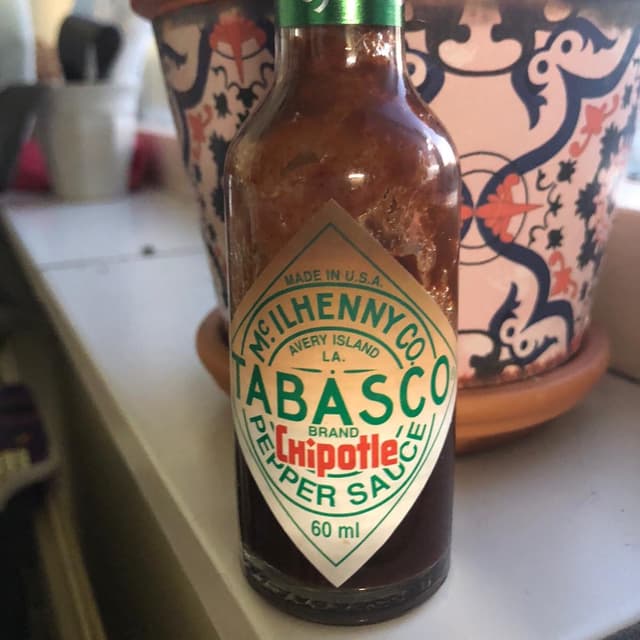 MADE IN U.S.A.
McILHENNY CO.
AVERY ISLAND
LA.
TABASCO
BRAND
Chipotle
PEPPER SAUCE
60 ml